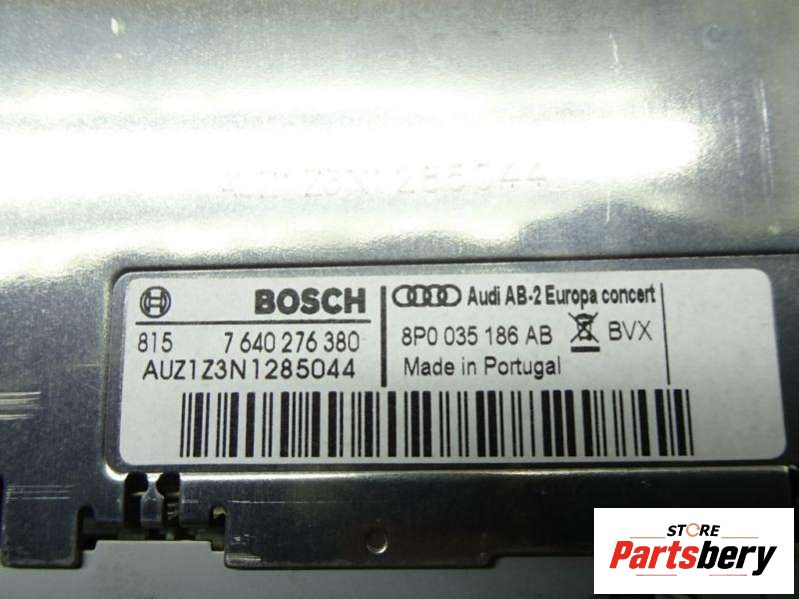 AUZ1Z3N1285044
BOSCH
815 7 640 276 380
AUZ1Z3N1285044
Audi AB-2 Europa concert
8P0 035 186 AB BVX
Made in Portugal
STORE
Partsbery